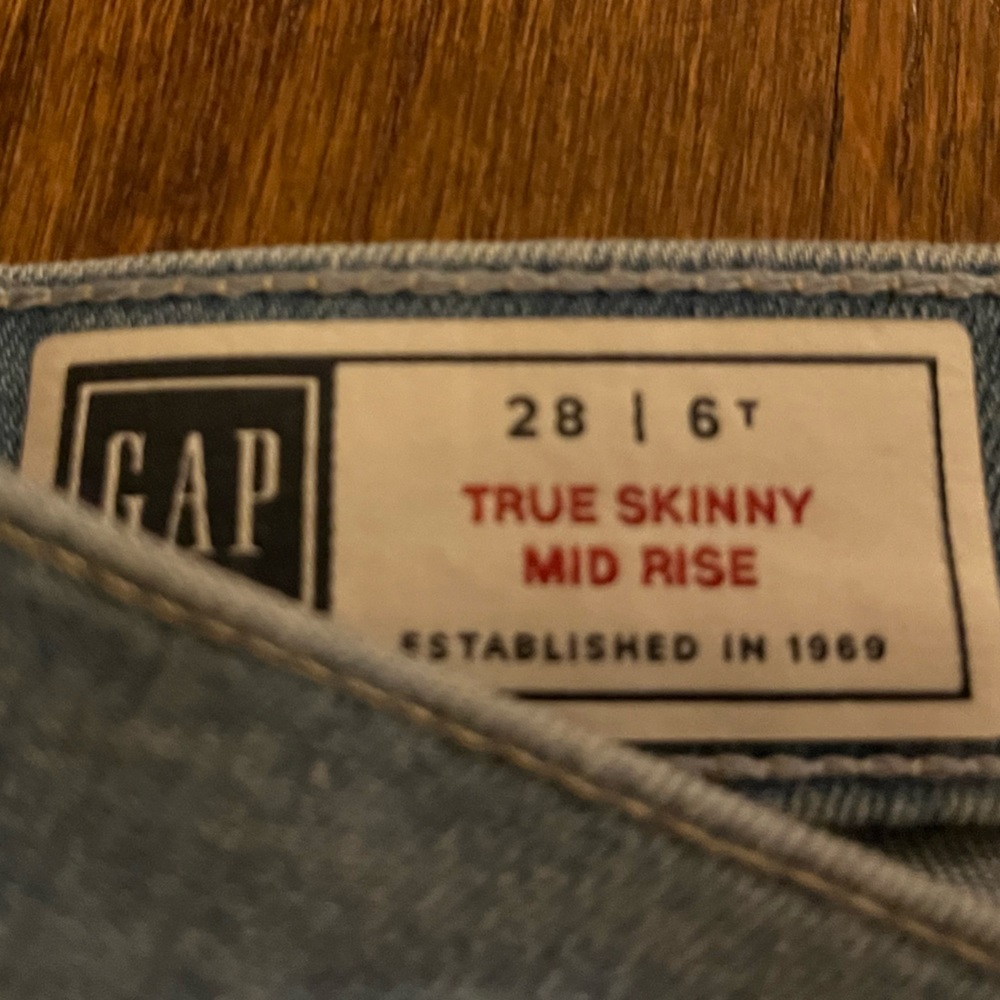 GAP
28 | 6T
TRUE SKINNY
MID RISE
ESTABLISHED IN 1969